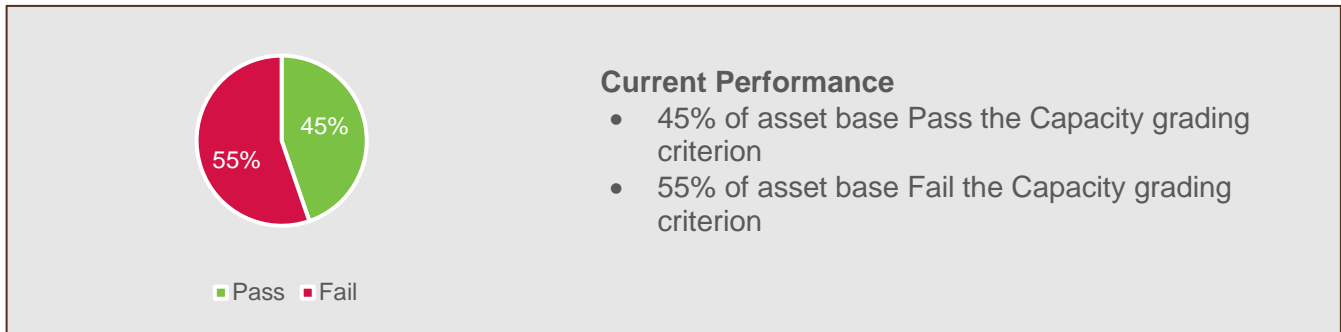 45%
55%
Pass Fail
Current Performance
• 45% of asset base Pass the Capacity grading
criterion
• 55% of asset base Fail the Capacity grading
criterion